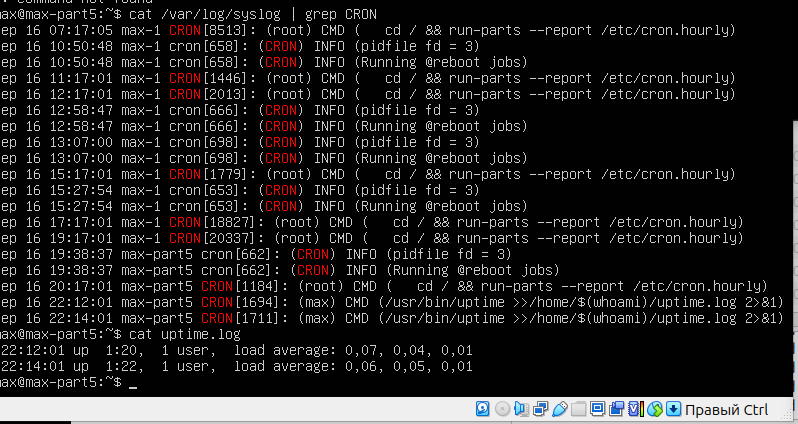 max@max-part5:~$ cat /var/log/syslog | grep CRON
ep 16 07:17:05 max-1 CRON[8513]: (root) CMD (   cd / && run-parts --report /etc/cron.hourly)
ep 16 10:50:48 max-1 cron[658]: (CRON) INFO (pidfile fd = 3)
ep 16 10:50:48 max-1 cron[658]: (CRON) INFO (Running @reboot jobs)
ep 16 11:17:01 max-1 CRON[1446]: (root) CMD (   cd / && run-parts --report /etc/cron.hourly)
ep 16 12:17:01 max-1 CRON[2013]: (root) CMD (   cd / && run-parts --report /etc/cron.hourly)
ep 16 12:58:47 max-1 cron[666]: (CRON) INFO (pidfile fd = 3)
ep 16 12:58:47 max-1 cron[666]: (CRON) INFO (Running @reboot jobs)
ep 16 13:07:00 max-1 cron[698]: (CRON) INFO (pidfile fd = 3)
ep 16 13:07:00 max-1 cron[698]: (CRON) INFO (Running @reboot jobs)
ep 16 15:17:01 max-1 CRON[1779]: (root) CMD (   cd / && run-parts --report /etc/cron.hourly)
ep 16 15:27:54 max-1 cron[653]: (CRON) INFO (pidfile fd = 3)
ep 16 15:27:54 max-1 cron[653]: (CRON) INFO (Running @reboot jobs)
ep 16 17:17:01 max-1 CRON[18827]: (root) CMD (   cd / && run-parts --report /etc/cron.hourly)
ep 16 19:17:01 max-1 CRON[20337]: (root) CMD (   cd / && run-parts --report /etc/cron.hourly)
ep 16 19:38:37 max-part5 cron[662]: (CRON) INFO (pidfile fd = 3)
ep 16 19:38:37 max-part5 cron[662]: (CRON) INFO (Running @reboot jobs)
ep 16 20:17:01 max-part5 CRON[1184]: (root) CMD (   cd / && run-parts --report /etc/cron.hourly)
ep 16 22:12:01 max-part5 CRON[1694]: (max) CMD (/usr/bin/uptime >>/home/$(whoami)/uptime.log 2>&1)
ep 16 22:14:01 max-part5 CRON[1711]: (max) CMD (/usr/bin/uptime >>/home/$(whoami)/uptime.log 2>&1)
max@max-part5:~$ cat uptime.log
22:12:01 up  1:20,  1 user,  load average: 0,07, 0,04, 0,01
22:14:01 up  1:22,  1 user,  load average: 0,06, 0,05, 0,01
max@max-part5:~$ _
Правый Ctrl